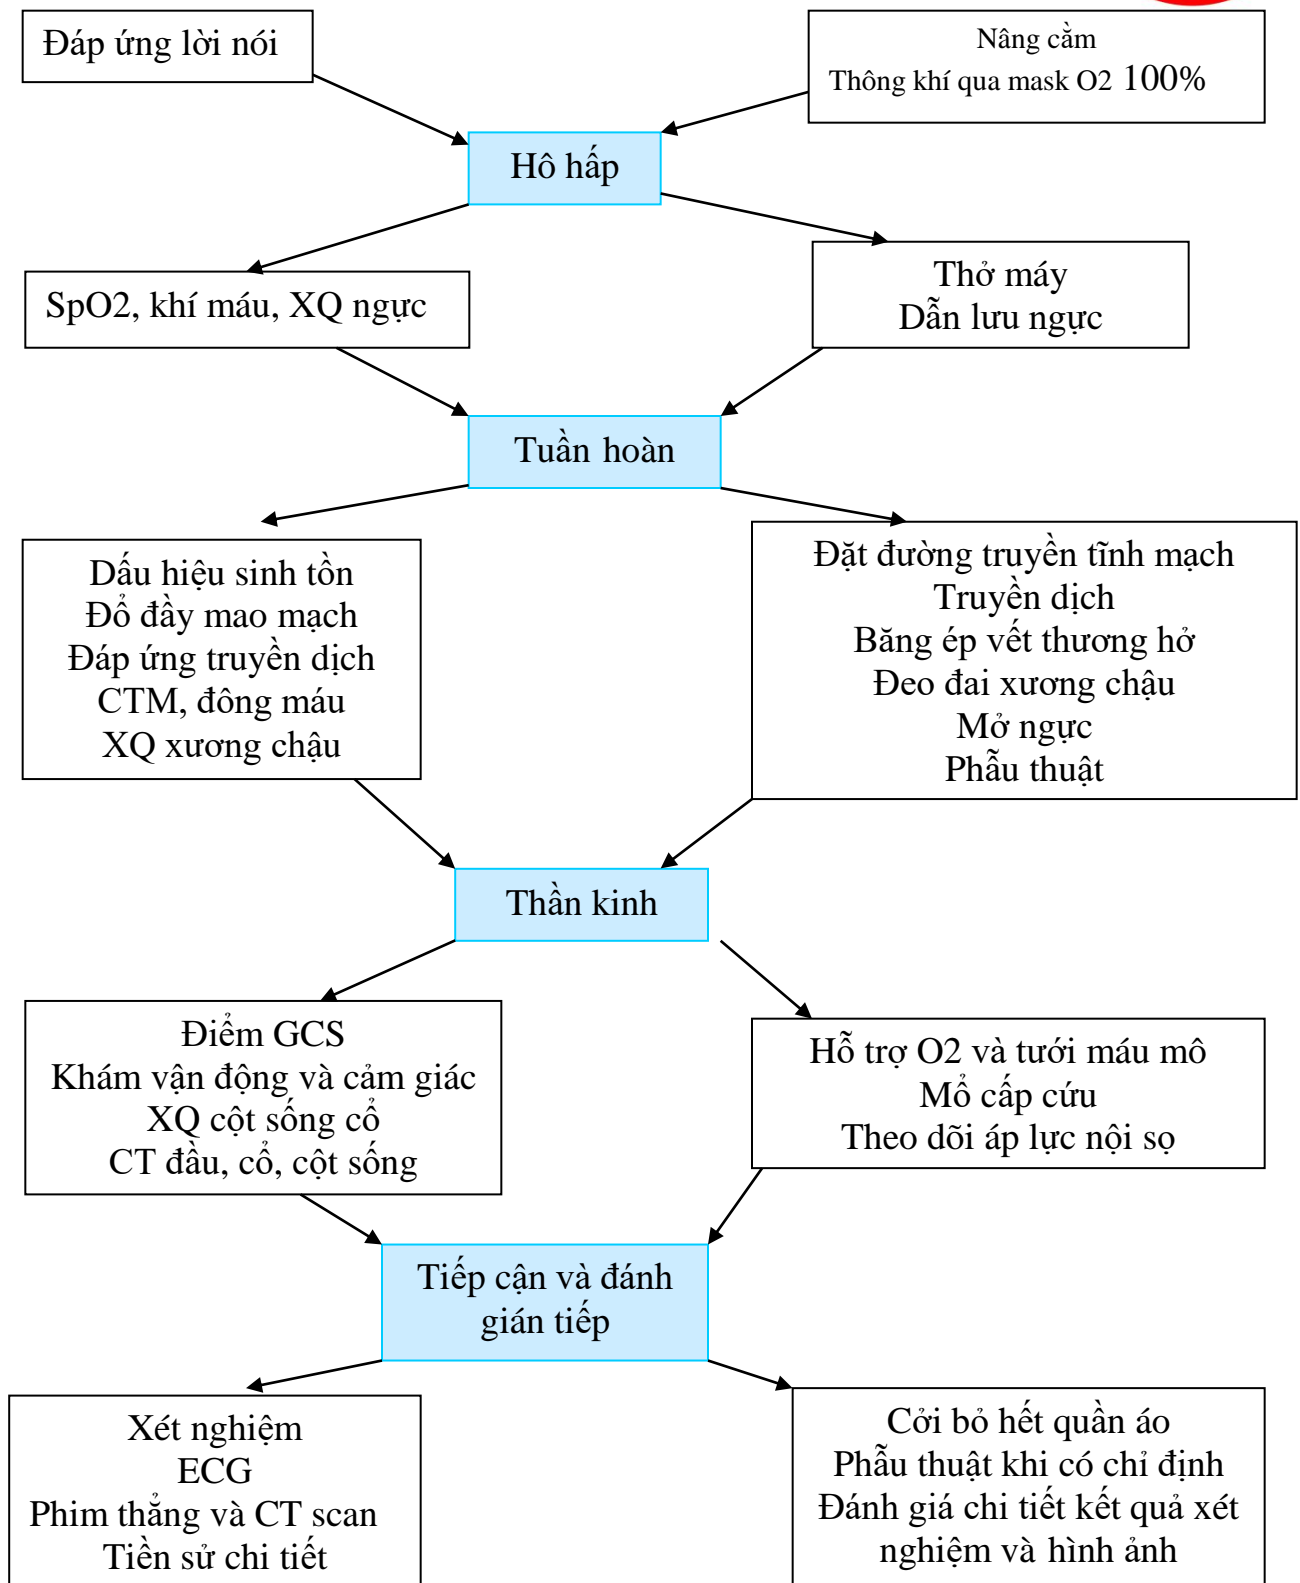 Đáp ứng lời nói
Nâng cằm
Thông khí qua mask O2 100%
Hô hấp
SpO2, khí máu, XQ ngực
Thở máy
Dẫn lưu ngực
Tuần hoàn
Dấu hiệu sinh tồn
Đổ đầy mao mạch
Đáp ứng truyền dịch
CTM, đông máu
XQ xương chậu
Đặt đường truyền tĩnh mạch
Truyền dịch
Băng ép vết thương hở
Đeo đai xương chậu
Mở ngực
Phẫu thuật
Thần kinh
Điểm GCS
Khám vận động và cảm giác
XQ cột sống cổ
CT đầu, cổ, cột sống
Hỗ trợ O2 và tưới máu mô
Mổ cấp cứu
Theo dõi áp lực nội sọ
Tiếp cận và đánh
gián tiếp
Xét nghiệm
ECG
Phim thẳng và CT scan
Tiền sử chi tiết
Cởi bỏ hết quần áo
Phẫu thuật khi có chỉ định
Đánh giá chi tiết kết quả xét
nghiệm và hình ảnh